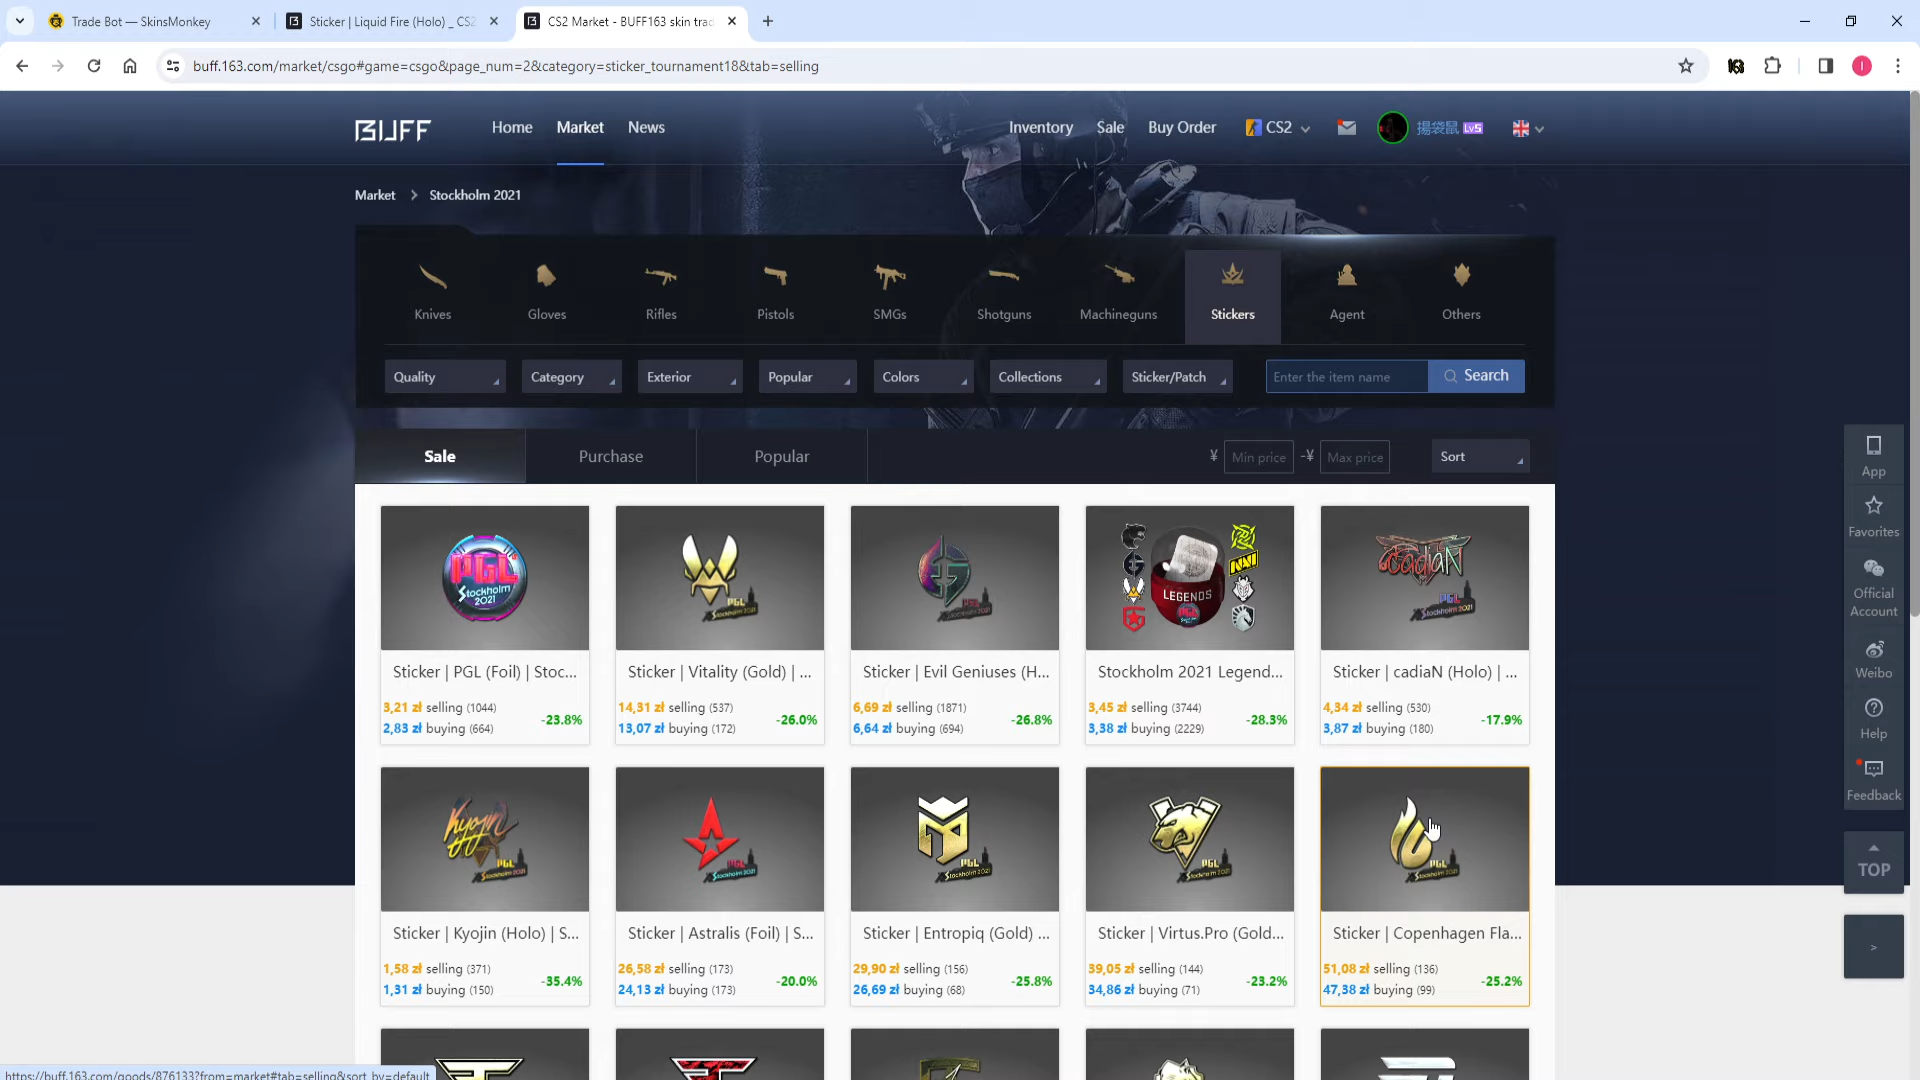 Trade Bot — SkinsMonkey
Sticker | Liquid Fire (Holo) _ CS2
CS2 Market - BUFF163 skin trad
buff.163.com/market/csgo#game=csgo&page_num=2&category=sticker_tournament18&tab=selling
BUFF
Home
Market
News
Inventory
Sale
Buy Order
CS2
揚袋鼠 Lv5
Market > Stockholm 2021
Knives
Gloves
Rifles
Pistols
SMGs
Shotguns
Machineguns
Stickers
Agent
Others
Quality
Category
Exterior
Popular
Colors
Collections
Sticker/Patch
Enter the item name
Search
Sale
Purchase
Popular
¥ Min price -¥ Max price
Sort
App
Favorites
Official
Account
Weibo
Help
Feedback
TOP
>
PGL
Stockholm
2021
LEGENDS
cadiaN
Sticker | PGL (Foil) | Stoc...
3,21 zł selling (1044)
2,83 zł buying (664)
-23.8%
Sticker | Vitality (Gold) | ...
14,31 zł selling (537)
13,07 zł buying (172)
-26.0%
Sticker | Evil Geniuses (H...
6,69 zł selling (1871)
6,64 zł buying (694)
-26.8%
Stockholm 2021 Legend...
3,45 zł selling (3744)
3,38 zł buying (2229)
-28.3%
Sticker | cadiaN (Holo) | ...
4,34 zł selling (530)
3,87 zł buying (180)
-17.9%
Kyojin
Sticker | Kyojin (Holo) | S...
1,58 zł selling (371)
1,31 zł buying (150)
-35.4%
Sticker | Astralis (Foil) | S...
26,58 zł selling (173)
24,13 zł buying (173)
-20.0%
Sticker | Entropiq (Gold) ...
29,90 zł selling (156)
26,69 zł buying (68)
-25.8%
Sticker | Virtus.Pro (Gold...
39,05 zł selling (144)
34,86 zł buying (71)
-23.2%
Sticker | Copenhagen Fla...
51,08 zł selling (136)
47,38 zł buying (99)
-25.2%
https://buff.163.com/goods/876133?from=market#tab=selling&sort_by=default